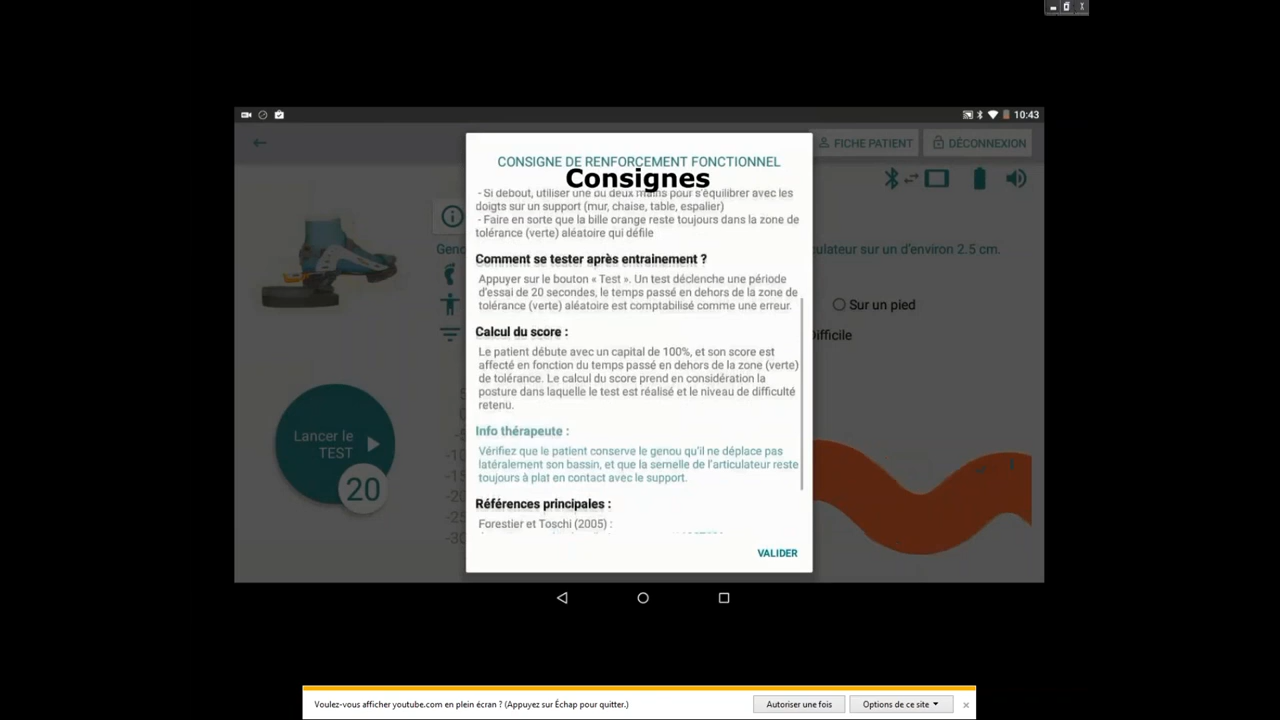 10:43
FICHE PATIENT
DÉCONNEXION
CONSIGNE DE RENFORCEMENT FONCTIONNEL
Consignes
- Si debout, utiliser une ou deux mains pour s'équilibrer avec les
doigts sur un support (mur, chaise, table, espalier)
- Faire en sorte que la bille orange reste toujours dans la zone de
tolérance (verte) aléatoire qui défile
Comment se tester après entrainement ?
Appuyer sur le bouton « Test ». Un test déclenche une période
d'essai de 20 secondes, le temps passé en dehors de la zone de
tolérance (verte) aléatoire est comptabilisé comme une erreur.
Calcul du score :
Le patient débute avec un capital de 100%, et son score est
affecté en fonction du temps passé en dehors de la zone (verte)
de tolérance. Le calcul du score prend en considération la
posture dans laquelle le test est réalisé et le niveau de difficulté
retenu.
Info thérapeute :
Vérifiez que le patient conserve le genou qu'il ne déplace pas
latéralement son bassin, et que la semelle de l'articulateur reste
toujours à plat en contact avec le support.
Références principales :
Forestier et Toschi (2005) :
VALIDER
Geno
culateur sur un d'environ 2.5 cm.
Sur un pied
Difficile
Lancer le
TEST
20
-5
-10
-15
-20
-25
-30
Voulez-vous afficher youtube.com en plein écran ? (Appuyez sur Échap pour quitter.)
Autoriser une fois
Options de ce site